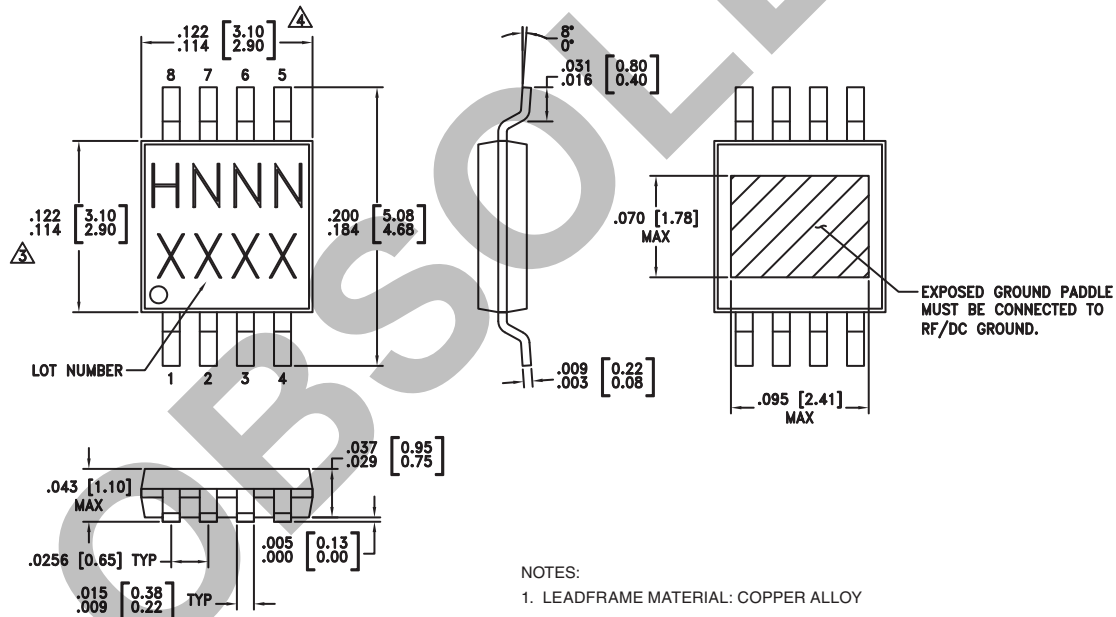 .122 [3.10]
.114 [2.90]
4
8 7 6 5
HNNN
XXXX
.122 [3.10]
.114 [2.90]
3
.200 [5.08]
.184 [4.68]
LOT NUMBER
1 2 3 4
8°
0°
.031 [0.80]
.016 [0.40]
.009 [0.22]
.003 [0.08]
.070 [1.78]
MAX
EXPOSED GROUND PADDLE
MUST BE CONNECTED TO
RF/DC GROUND.
.095 [2.41]
MAX
.043 [1.10]
MAX
.037 [0.95]
.029 [0.75]
.0256 [0.65] TYP
.005 [0.13]
.000 [0.00]
.015 [0.38]
.009 [0.22] TYP
NOTES:
1. LEADFRAME MATERIAL: COPPER ALLOY
OBSOLE